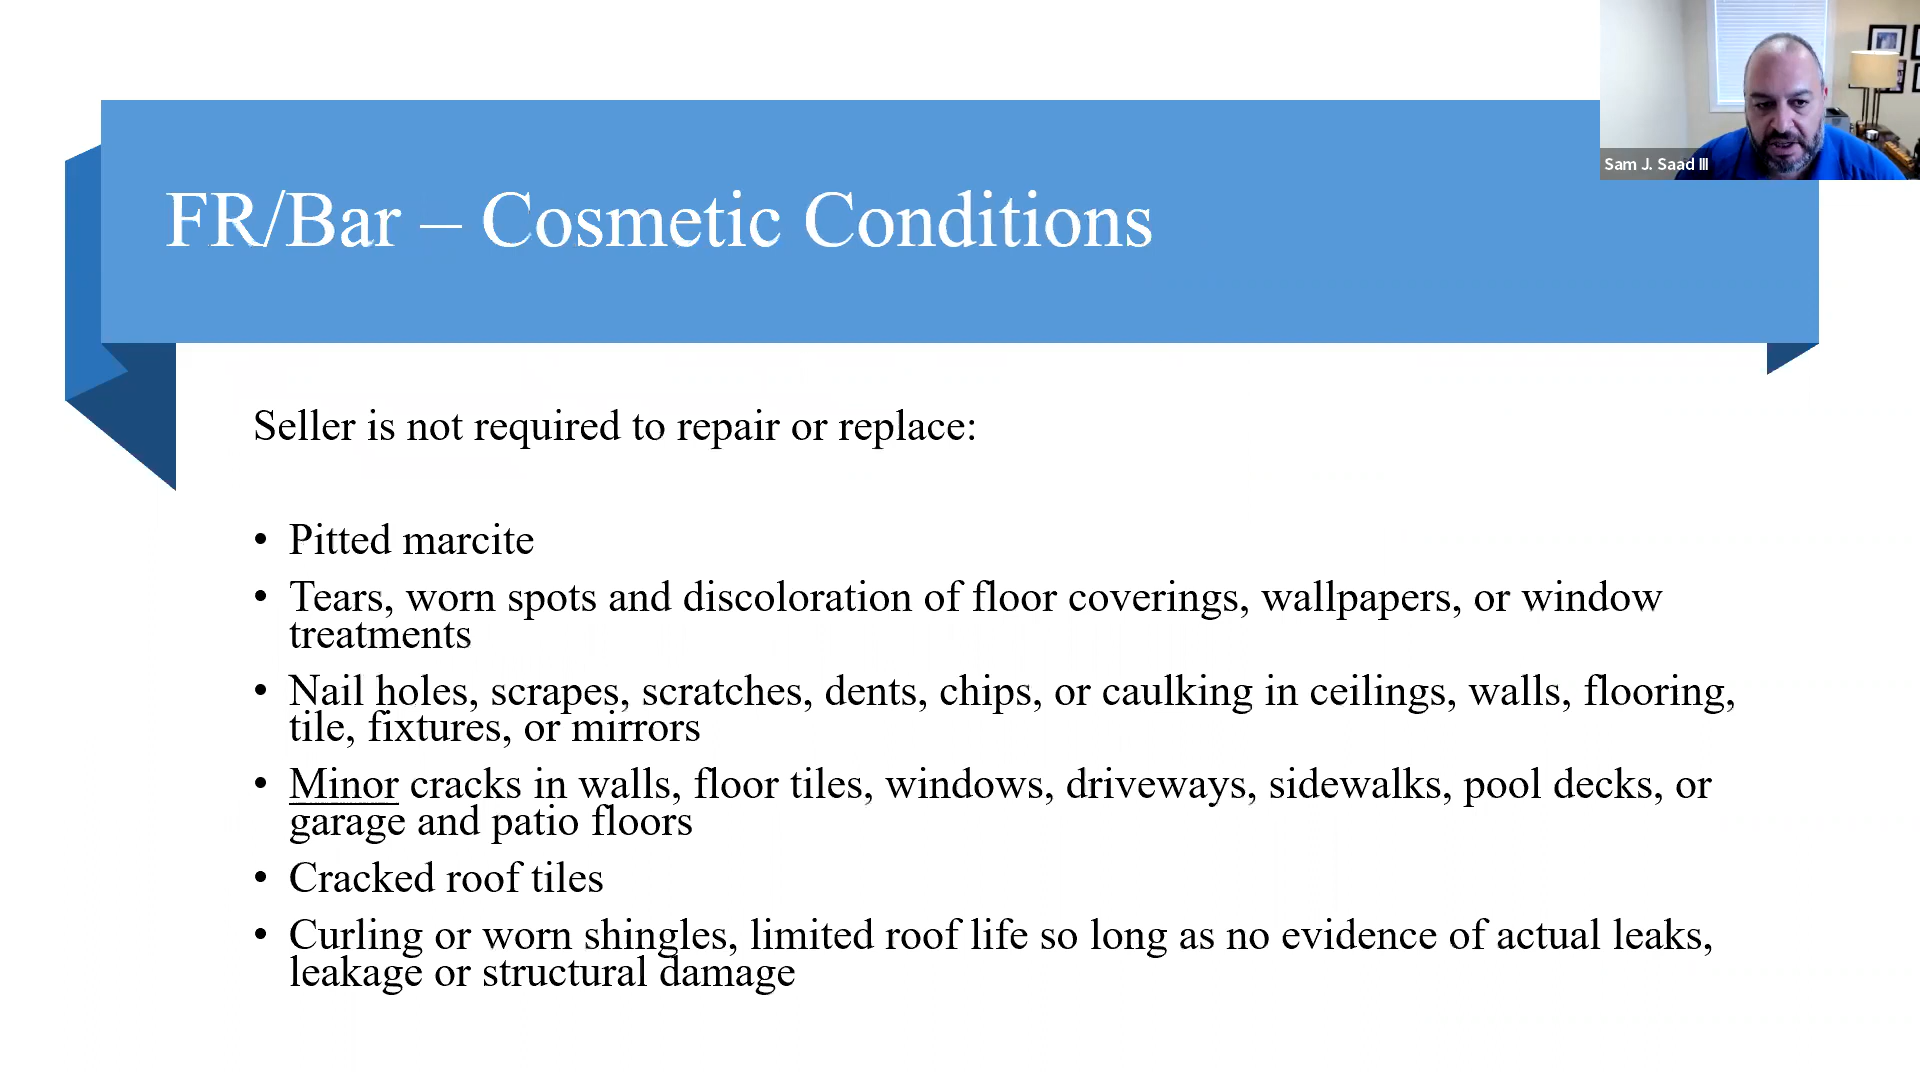 Sam J. Saad III
FR/Bar – Cosmetic Conditions
Seller is not required to repair or replace:
• Pitted marcite
• Tears, worn spots and discoloration of floor coverings, wallpapers, or window
treatments
• Nail holes, scrapes, scratches, dents, chips, or caulking in ceilings, walls, flooring,
tile, fixtures, or mirrors
• Minor cracks in walls, floor tiles, windows, driveways, sidewalks, pool decks, or
garage and patio floors
• Cracked roof tiles
• Curling or worn shingles, limited roof life so long as no evidence of actual leaks,
leakage or structural damage